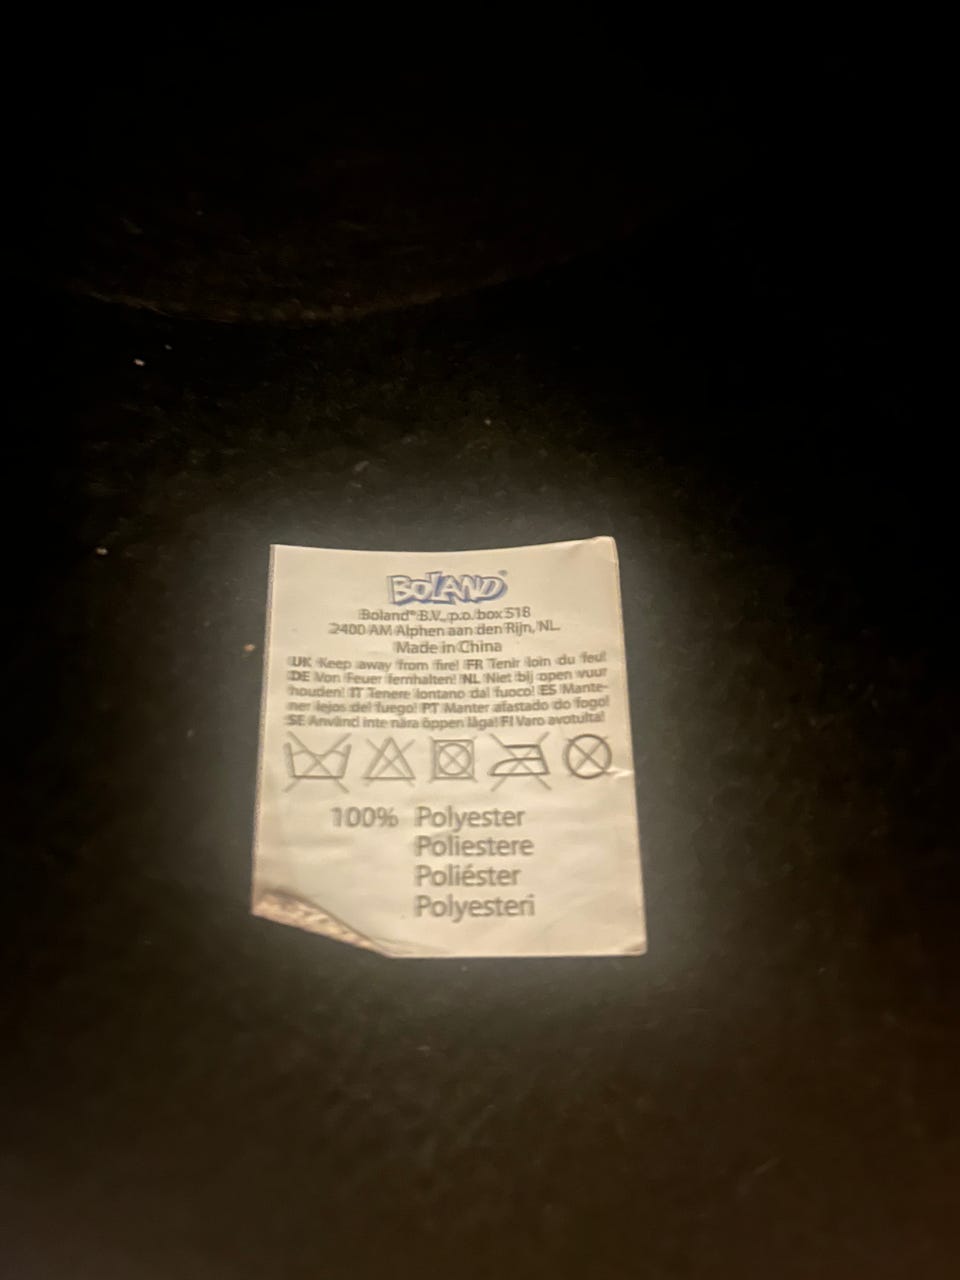 BOLAND®
Boland® B.V., p.o. box 518
2400 AM Alphen aan den Rijn, NL.
Made in China
UK Keep away from fire! FR Tenir loin du feu!
DE Von Feuer fernhalten! NL Niet bij open vuur
houden! IT Tenere lontano dal fuoco! ES Mante-
ner lejos del fuego! PT Manter afastado do fogo!
SE Använd inte nära öppen låga! FI Varo avotulta!
100% Polyester
Poliestere
Poliéster
Polyesteri